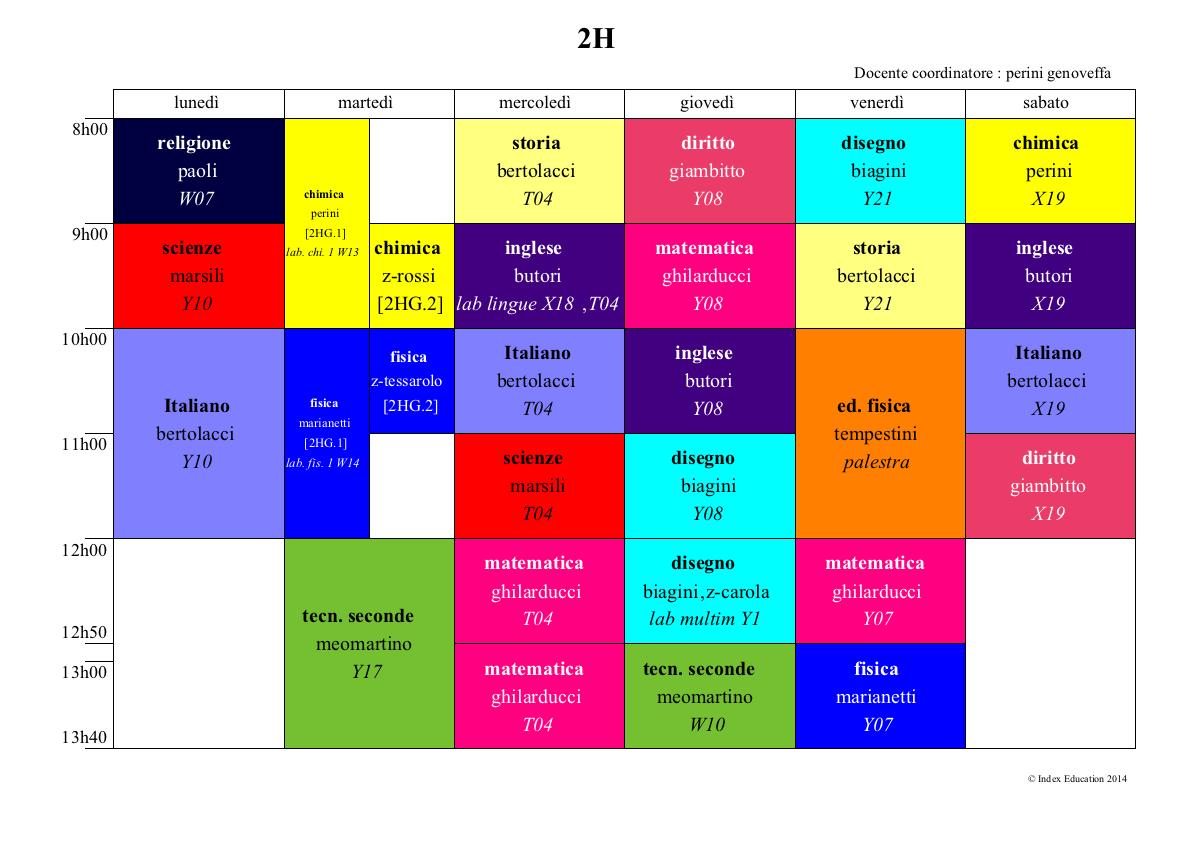 2H
Docente coordinatore : perini genoveffa
lunedì
martedì
mercoledì
giovedì
venerdì
sabato
8h00
9h00
10h00
11h00
12h00
12h50
13h00
13h40
religione
paoli
W07
scienze
marsili
Y10
Italiano
bertolacci
Y10
chimica
perini
[2HG.1]
lab. chi. 1 W13
chimica
z-rossi
[2HG.2]
fisica
marianetti
[2HG.1]
lab. fis. 1 W14
fisica
z-tessarolo
[2HG.2]
tecn. seconde
meomartino
Y17
storia
bertolacci
T04
inglese
butori
lab lingue X18 ,T04
Italiano
bertolacci
T04
scienze
marsili
T04
matematica
ghilarducci
T04
matematica
ghilarducci
T04
diritto
giambitto
Y08
matematica
ghilarducci
Y08
inglese
butori
Y08
disegno
biagini
Y08
disegno
biagini,z-carola
lab multim Y1
tecn. seconde
meomartino
W10
disegno
biagini
Y21
storia
bertolacci
Y21
ed. fisica
tempestini
palestra
matematica
ghilarducci
Y07
fisica
marianetti
Y07
chimica
perini
X19
inglese
butori
X19
Italiano
bertolacci
X19
diritto
giambitto
X19
© Index Education 2014